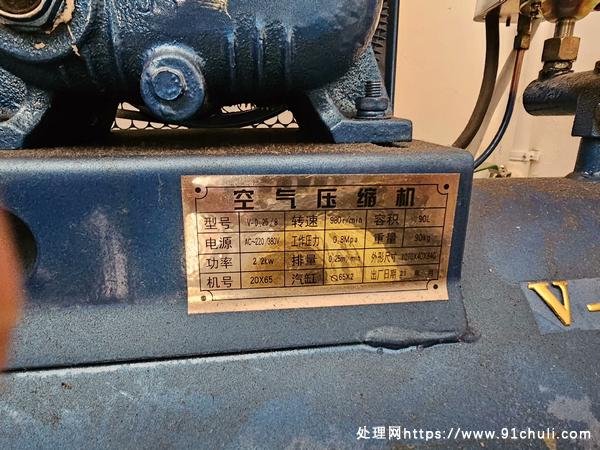 空气压缩机
型号 V-0.25/8 转速 980r/min 容积 90L
电源 AC~220/380V 工作压力 0.8Mpa 重量 90kg
功率 2.2kw 排量 0.25m³/min 外形尺寸
机号 20X65 汽缸 65X2 出厂日期
V-
处理网https://www.91chuli.com/